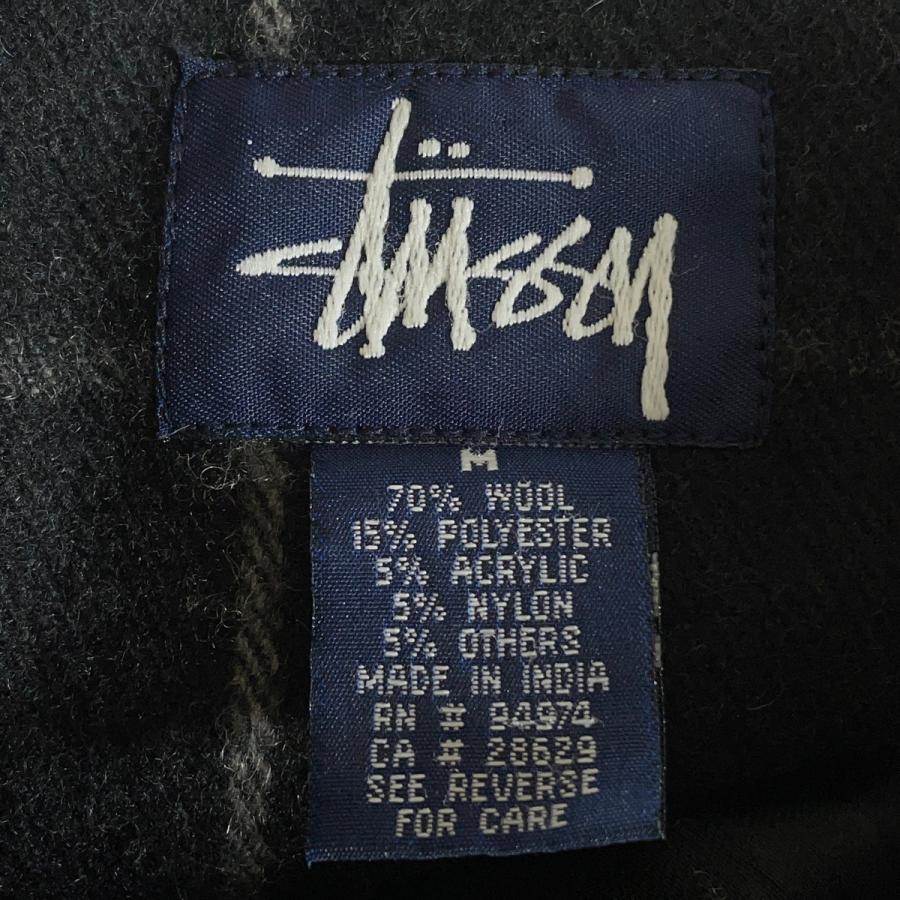 Stüssy
M
70% WOOL
15% POLYESTER
5% ACRYLIC
5% NYLON
5% OTHERS
MADE IN INDIA
RN # 94974
CA # 28629
SEE REVERSE
FOR CARE